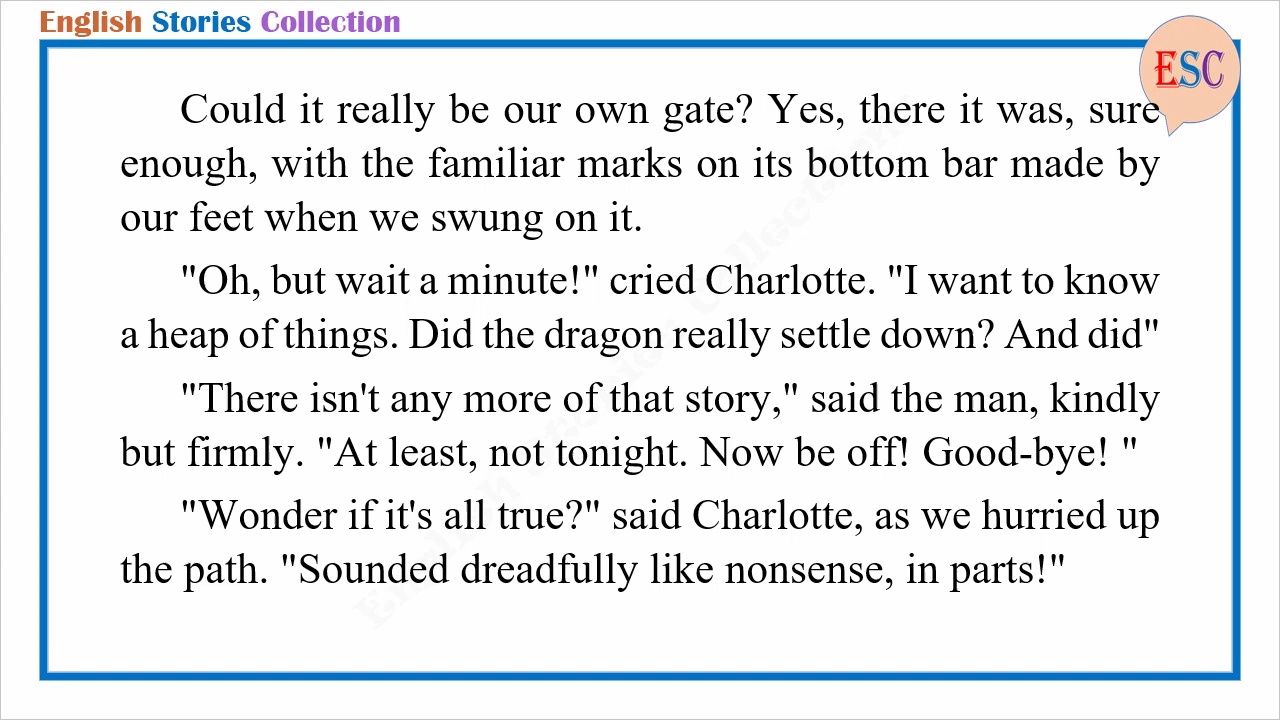 English Stories Collection
ESC
Could it really be our own gate? Yes, there it was, sure
enough, with the familiar marks on its bottom bar made by
our feet when we swung on it.
"Oh, but wait a minute!" cried Charlotte. "I want to know
a heap of things. Did the dragon really settle down? And did"
"There isn't any more of that story," said the man, kindly
but firmly. "At least, not tonight. Now be off! Good-bye! "
"Wonder if it's all true?" said Charlotte, as we hurried up
the path. "Sounded dreadfully like nonsense, in parts!"
English Stories Collection